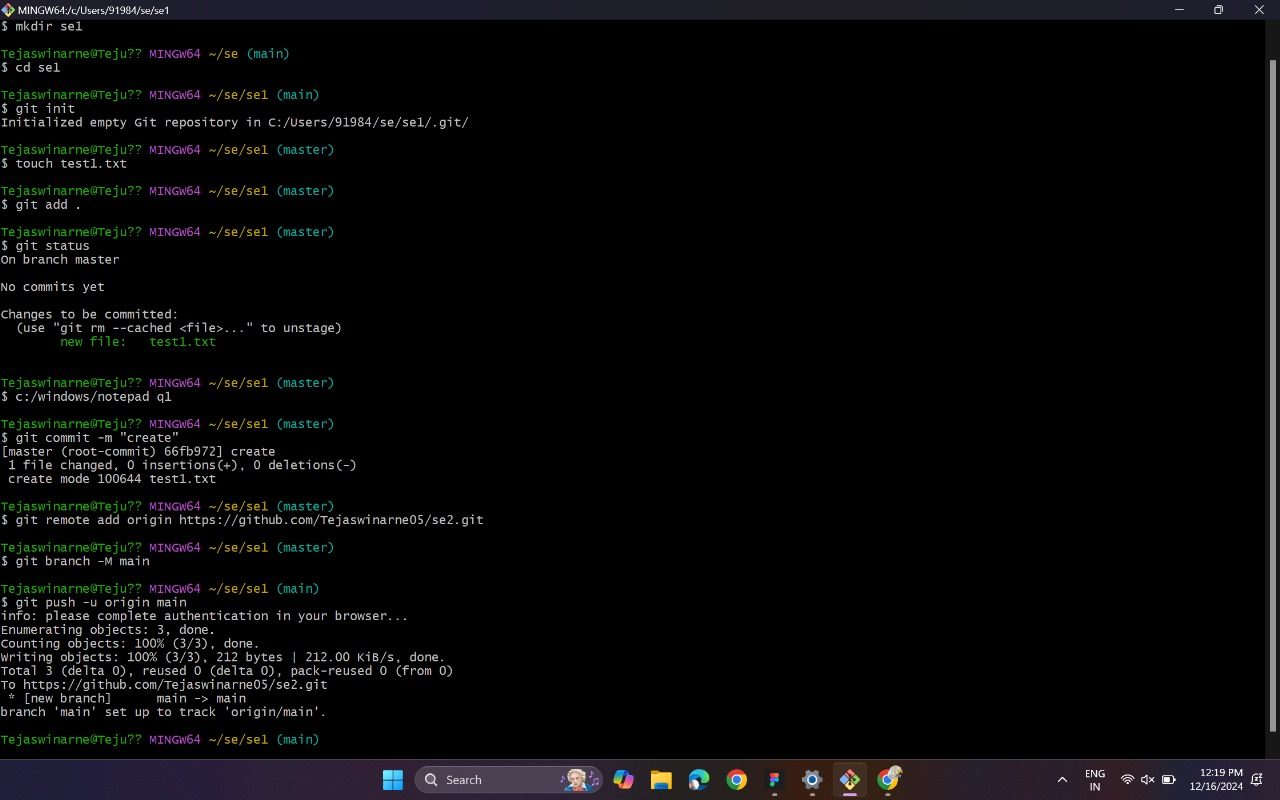 MINGW64:/c/Users/91984/se/se1
$ mkdir se1
Tejaswinarne@Teju?? MINGW64 ~/se (main)
$ cd se1
Tejaswinarne@Teju?? MINGW64 ~/se/se1 (main)
$ git init
Initialized empty Git repository in C:/Users/91984/se/se1/.git/
Tejaswinarne@Teju?? MINGW64 ~/se/se1 (master)
$ touch test1.txt
Tejaswinarne@Teju?? MINGW64 ~/se/se1 (master)
$ git add .
Tejaswinarne@Teju?? MINGW64 ~/se/se1 (master)
$ git status
On branch master
No commits yet
Changes to be committed:
  (use "git rm --cached <file>..." to unstage)
        new file:   test1.txt
Tejaswinarne@Teju?? MINGW64 ~/se/se1 (master)
$ c:/windows/notepad q1
Tejaswinarne@Teju?? MINGW64 ~/se/se1 (master)
$ git commit -m "create"
[master (root-commit) 66fb972] create
 1 file changed, 0 insertions(+), 0 deletions(-)
 create mode 100644 test1.txt
Tejaswinarne@Teju?? MINGW64 ~/se/se1 (master)
$ git remote add origin https://github.com/Tejaswinarne05/se2.git
Tejaswinarne@Teju?? MINGW64 ~/se/se1 (master)
$ git branch -M main
Tejaswinarne@Teju?? MINGW64 ~/se/se1 (main)
$ git push -u origin main
info: please complete authentication in your browser...
Enumerating objects: 3, done.
Counting objects: 100% (3/3), done.
Writing objects: 100% (3/3), 212 bytes | 212.00 KiB/s, done.
Total 3 (delta 0), reused 0 (delta 0), pack-reused 0 (from 0)
To https://github.com/Tejaswinarne05/se2.git
 * [new branch]      main -> main
branch 'main' set up to track 'origin/main'.
Tejaswinarne@Teju?? MINGW64 ~/se/se1 (main)
Search
ENG
IN
12:19 PM
12/16/2024